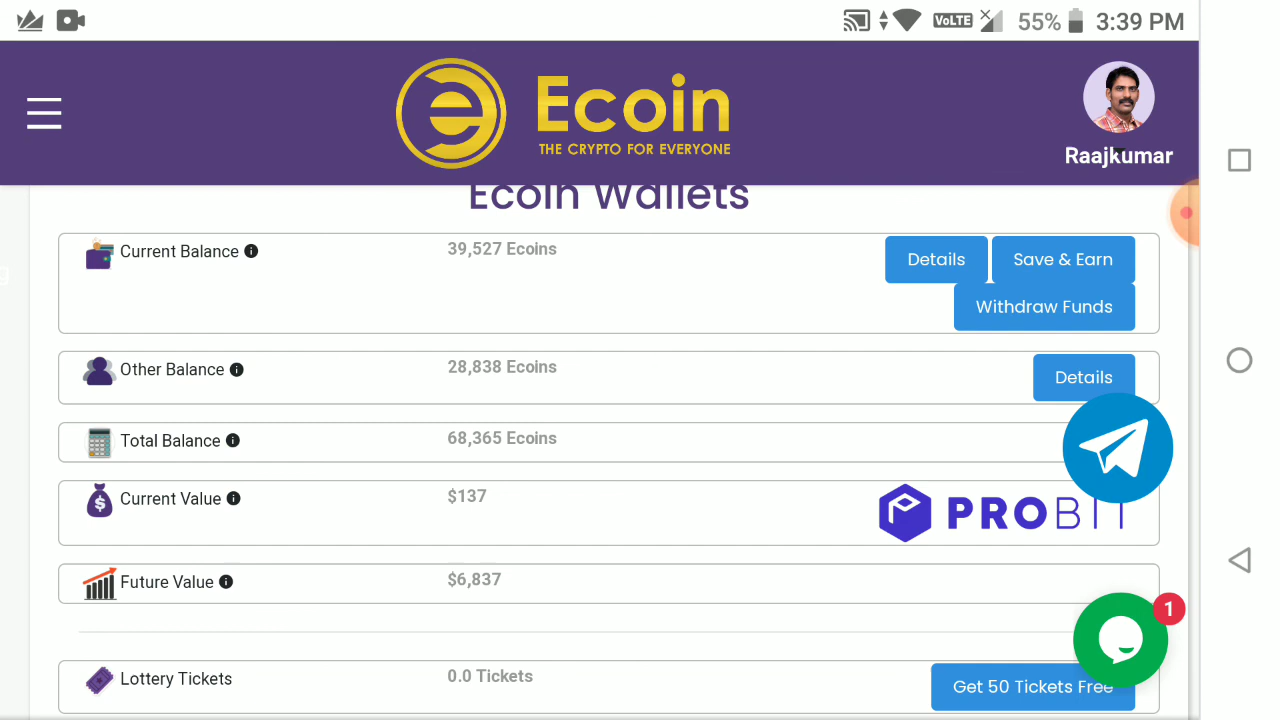 VoLTE 55% 3:39 PM
Ecoin
THE CRYPTO FOR EVERYONE
Raajkumar
Ecoin Wallets
Current Balance 39,527 Ecoins Details Save & Earn
Withdraw Funds
Other Balance 28,838 Ecoins Details
Total Balance 68,365 Ecoins
Current Value $137 PROBIT
Future Value $6,837
1
Lottery Tickets 0.0 Tickets Get 50 Tickets Free